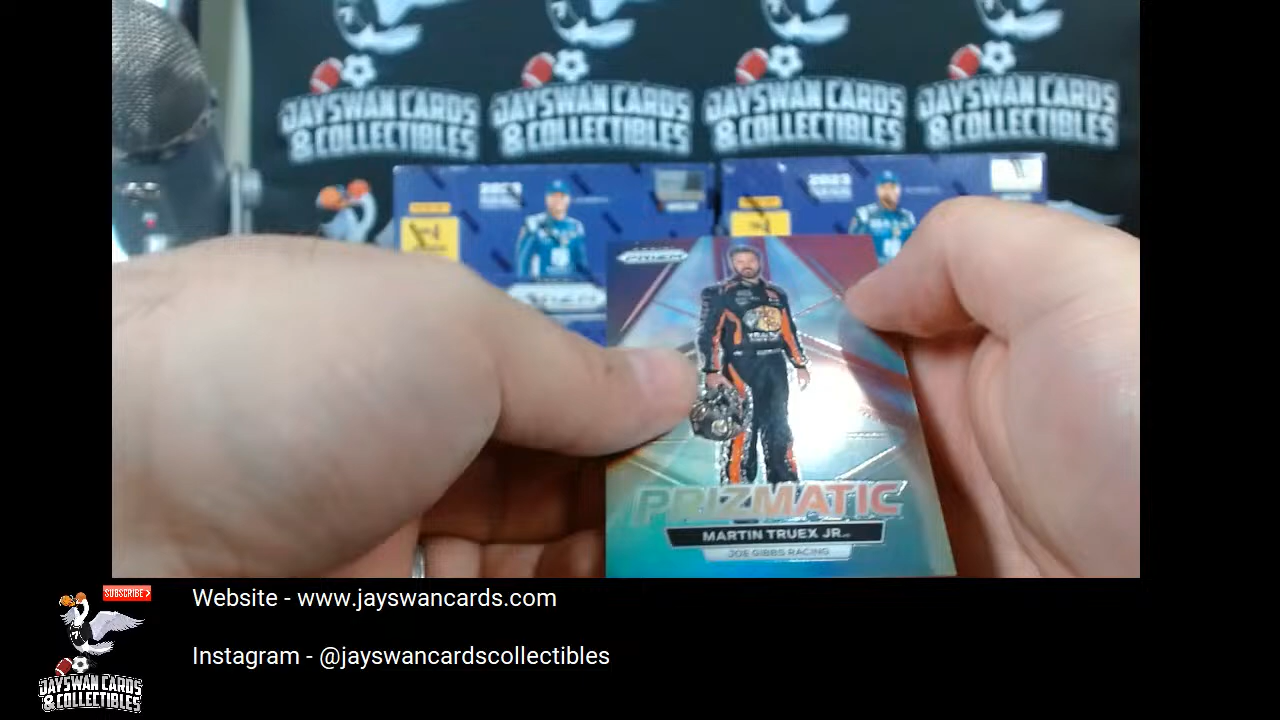 JAYSWAN CARDS
& COLLECTIBLES
JAYSWAN CARDS
& COLLECTIBLES
JAYSWAN CARDS
& COLLECTIBLES
JAYSWAN CARDS
& COLLECTIBLES
2023
2023
PRIZM
PRIZMATIC
MARTIN TRUEX JR.
JOE GIBBS RACING
SUBSCRIBE
Website - www.jayswancards.com
Instagram - @jayswancardscollectibles
JAYSWAN CARDS
& COLLECTIBLES